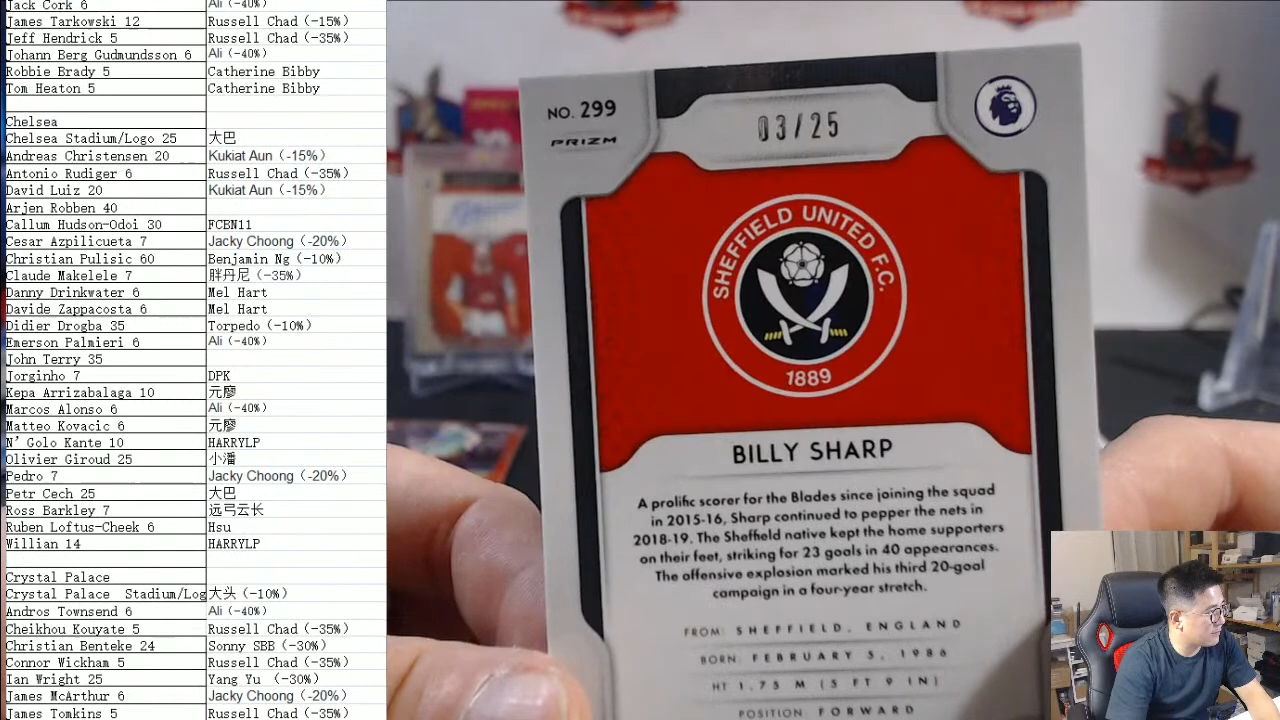 Jack Cork 6 Ali (-40%)
James Tarkowski 12 Russell Chad (-15%)
Jeff Hendrick 5 Russell Chad (-35%)
Johann Berg Gudmundsson 6 Ali (-40%)
Robbie Brady 5 Catherine Bibby
Tom Heaton 5 Catherine Bibby
Chelsea
Chelsea Stadium/Logo 25 大巴
Andreas Christensen 20 Kukiat Aun (-15%)
Antonio Rudiger 6 Russell Chad (-35%)
David Luiz 20 Kukiat Aun (-15%)
Arjen Robben 40
Callum Hudson-Odoi 30 FCBN11
Cesar Azpilicueta 7 Jacky Choong (-20%)
Christian Pulisic 60 Benjamin Ng (-10%)
Claude Makelele 7 胖丹尼 (-35%)
Dany Drinkwater 6 Mel Hart
Davide Zappacosta 6 Mel Hart
Didier Drogba 35 Torpedo (-10%)
Emerson Palmieri 6 Ali (-40%)
John Terry 35
Jorginho 7 DPK
Kepa Arrizabalaga 10 元廖
Marcos Alonso 6 Ali (-40%)
Matteo Kovacic 6 元廖
N' Golo Kante 10 HARRYLP
Olivier Giroud 25 小潘
Pedro 7 Jacky Choong (-20%)
Petr Cech 25 大巴
Ross Barkley 7 远弓云长
Ruben Loftus-Cheek 6 Hsu
Willian 14 HARRYLP
Crystal Palace
Crystal Palace Stadium/Log 大头 (-10%)
Andros Townsend 6 Ali (-40%)
Cheikhou Kouyate 5 Russell Chad (-35%)
Christian Benteke 24 Sonny SBB (-30%)
Connor Wickham 5 Russell Chad (-35%)
Ian Wright 25 Yang Yu (-30%)
James McArthur 6 Jacky Choong (-20%)
James Tomkins 5 Russell Chad (-35%)
NO. 299
PRIZM
03/25
SHEFFIELD UNITED F.C.
1889
BILLY SHARP
A prolific scorer for the Blades since joining the squad
in 2015-16, Sharp continued to pepper the nets in
2018-19. The Sheffield native kept the home supporters
on their feet, striking for 23 goals in 40 appearances.
The offensive explosion marked his third 20-goal
campaign in a four-year stretch.
FROM: SHEFFIELD, ENGLAND
BORN: FEBRUARY 5, 1986
HT 1.75 M (5 FT 9 IN)
POSITION: FORWARD